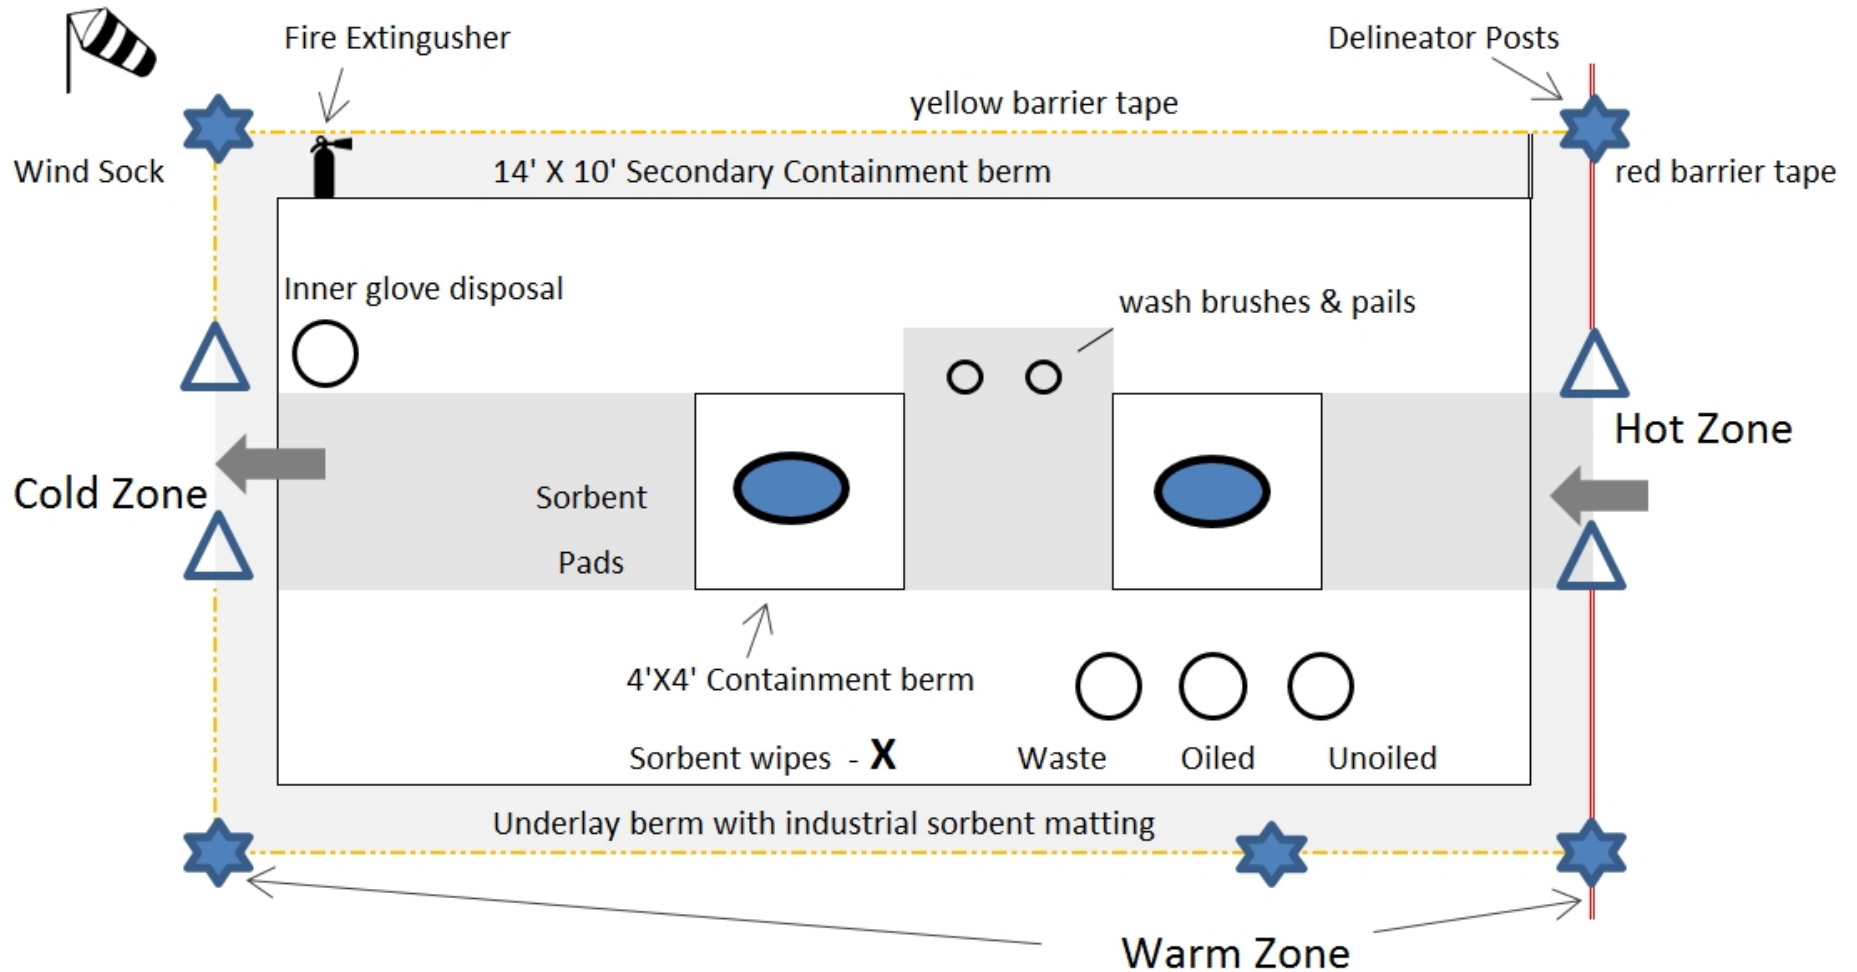 Fire Extingusher
Delineator Posts
yellow barrier tape
Wind Sock
14' X 10' Secondary Containment berm
red barrier tape
Inner glove disposal
wash brushes & pails
Hot Zone
Cold Zone
Sorbent
Pads
4'X4' Containment berm
Sorbent wipes - X
Waste
Oiled
Unoiled
Underlay berm with industrial sorbent matting
Warm Zone